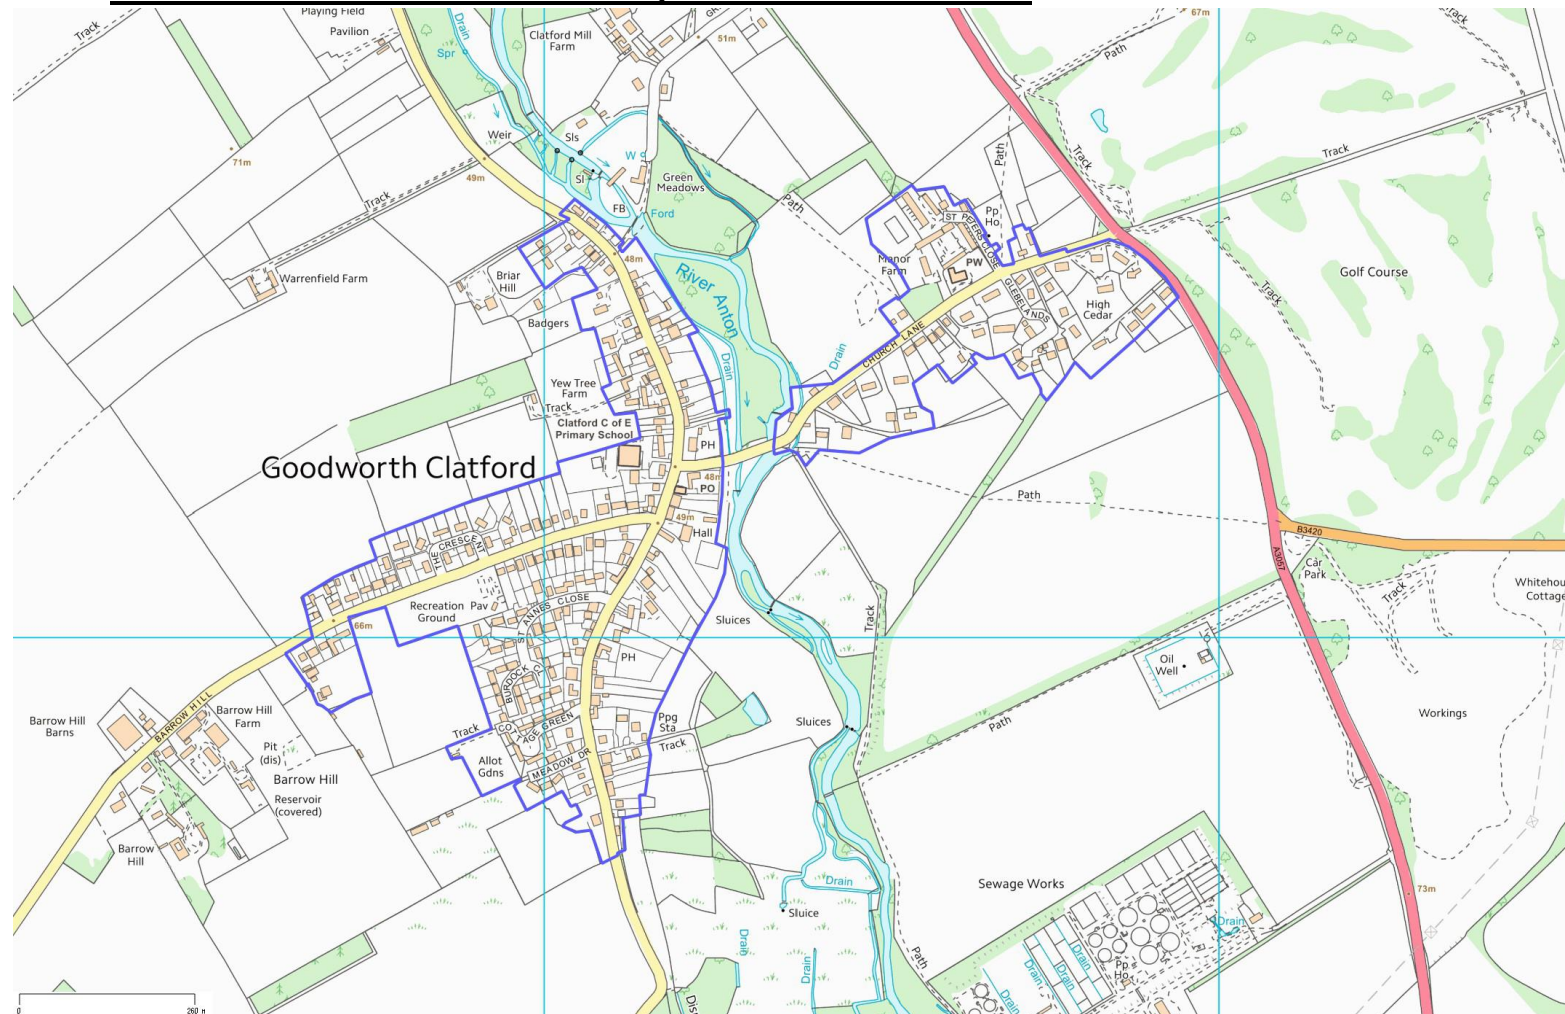 Playing Field
Pavilion
Track
Drain
Spr
Clatford Mill
Farm
51m
67m
Path
Track
71m
Weir
Sls
49m
W
Sl
Green
Meadows
FB
Ford
Track
Path
Path
Track
Track
Pp
Ho
ST PETERS CLOSE
PW
Manor
Farm
48m
Warrenfield Farm
Briar
Hill
River Anton
Badgers
GLEBELANDS
High
Cedar
Golf Course
Track
CHURCH LANE
Drain
Drain
Yew Tree
Farm
Track
Clatford C of E
Primary School
PH
Goodworth Clatford
48m
PO
49m
Hall
Path
B3420
A3057
Car
Park
Track
Whitehou
Cottage
THE CRESCENT
Recreation
Ground
Pav
ST ANNES CLOSE
Sluices
Track
66m
PH
Oil
Well
BURDOCK CL
Barrow Hill
Barns
BARROW HILL
Barrow Hill
Farm
Pit
(dis)
Barrow Hill
Reservoir
(covered)
Barrow
Hill
Track
COTTAGE GREEN
Allot
Gdns
MEADOW DR
Ppg
Sta
Track
Sluices
Path
Workings
Drain
Sluice
Sewage Works
73m
Drain
Drain
Drain
Path
Drain
Drain
Drain
Drain
Pp
Ho
Dis
0
260 m